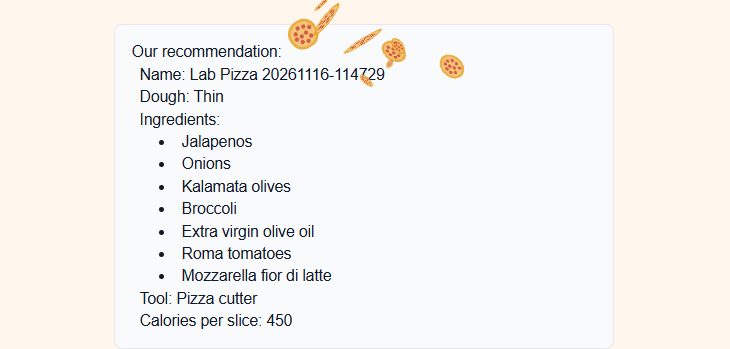 Our recommendation:
Name: Lab Pizza 20261116-114729
Dough: Thin
Ingredients:
• Jalapenos
• Onions
• Kalamata olives
• Broccoli
• Extra virgin olive oil
• Roma tomatoes
• Mozzarella fior di latte
Tool: Pizza cutter
Calories per slice: 450